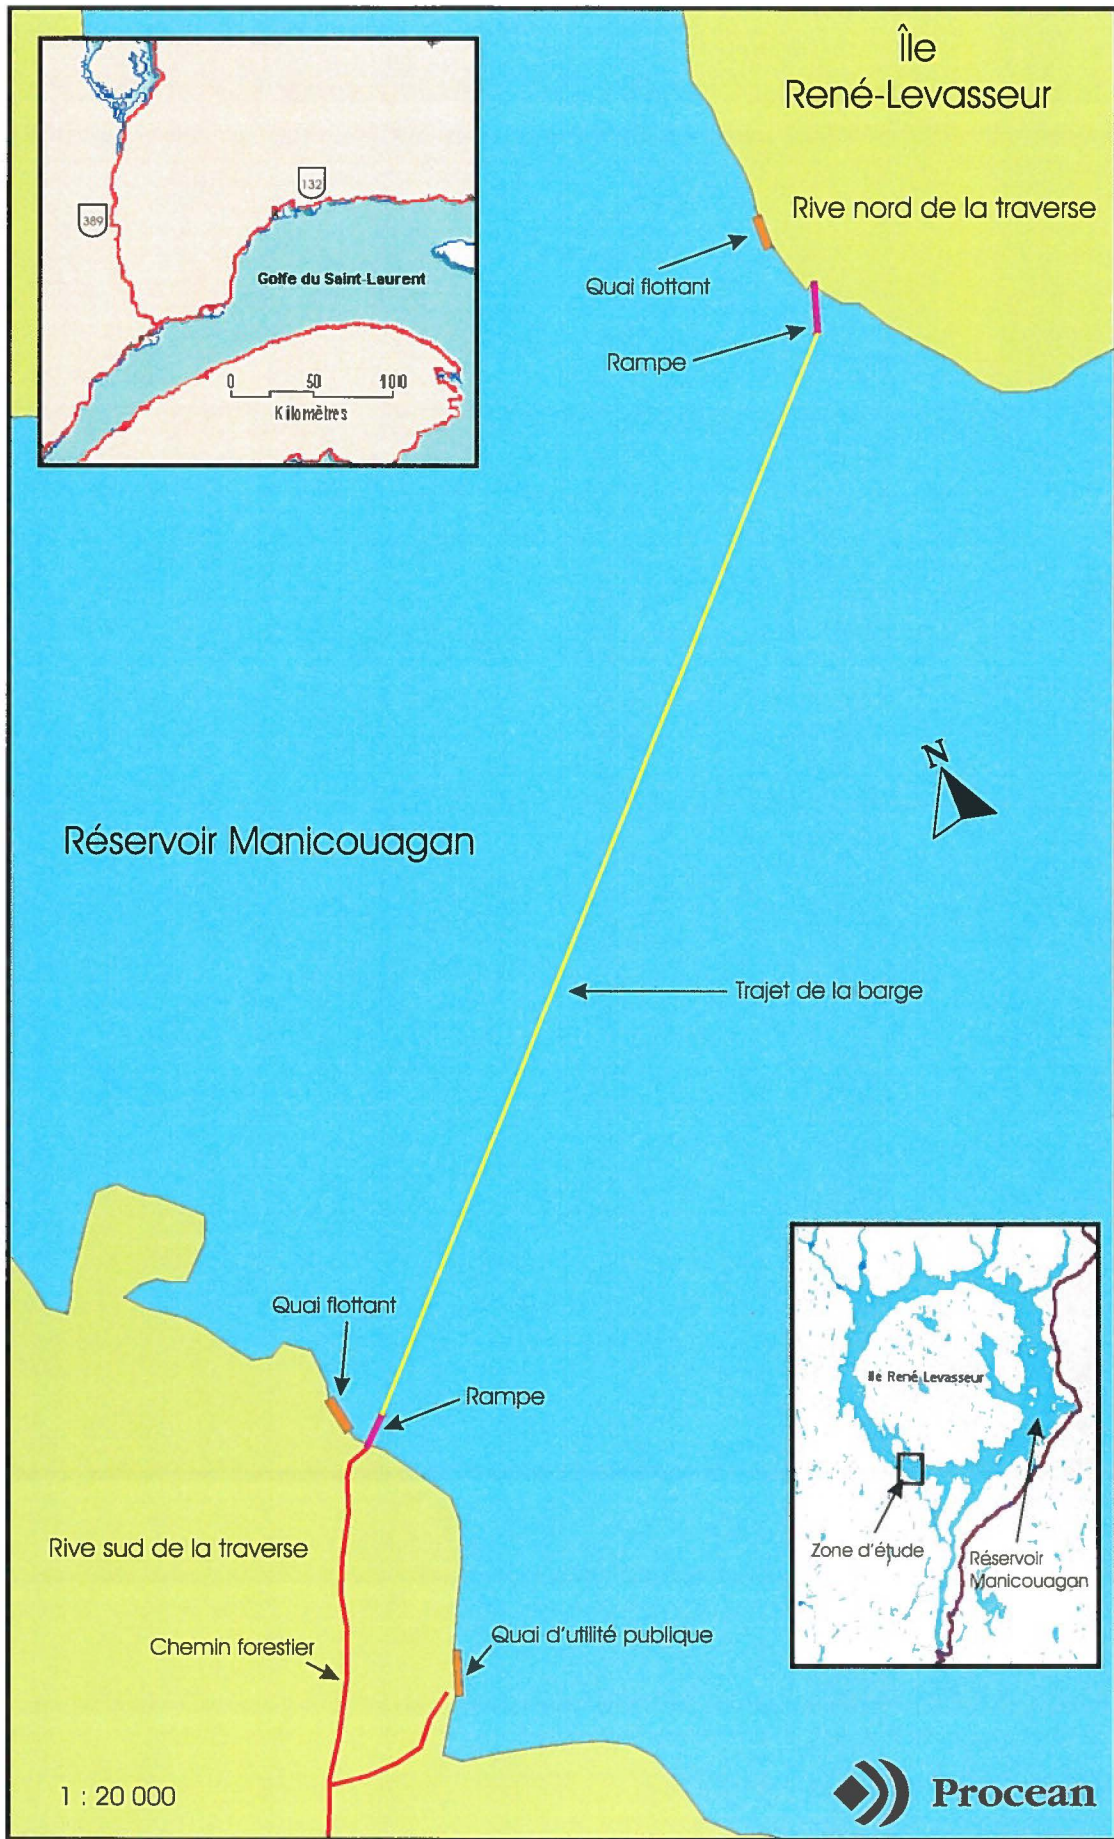 Île
René-Levasseur
132
389
Rive nord de la traverse
Golfe du Saint-Laurent
Quai flottant
Rampe
0 50 100
Kilomètres
N
Réservoir Manicouagan
Trajet de la barge
Quai flottant
Rampe
Ile René Levasseur
Rive sud de la traverse
Zone d'étude
Réservoir
Manicouagan
Quai d'utilité publique
Chemin forestier
1 : 20 000
Procean